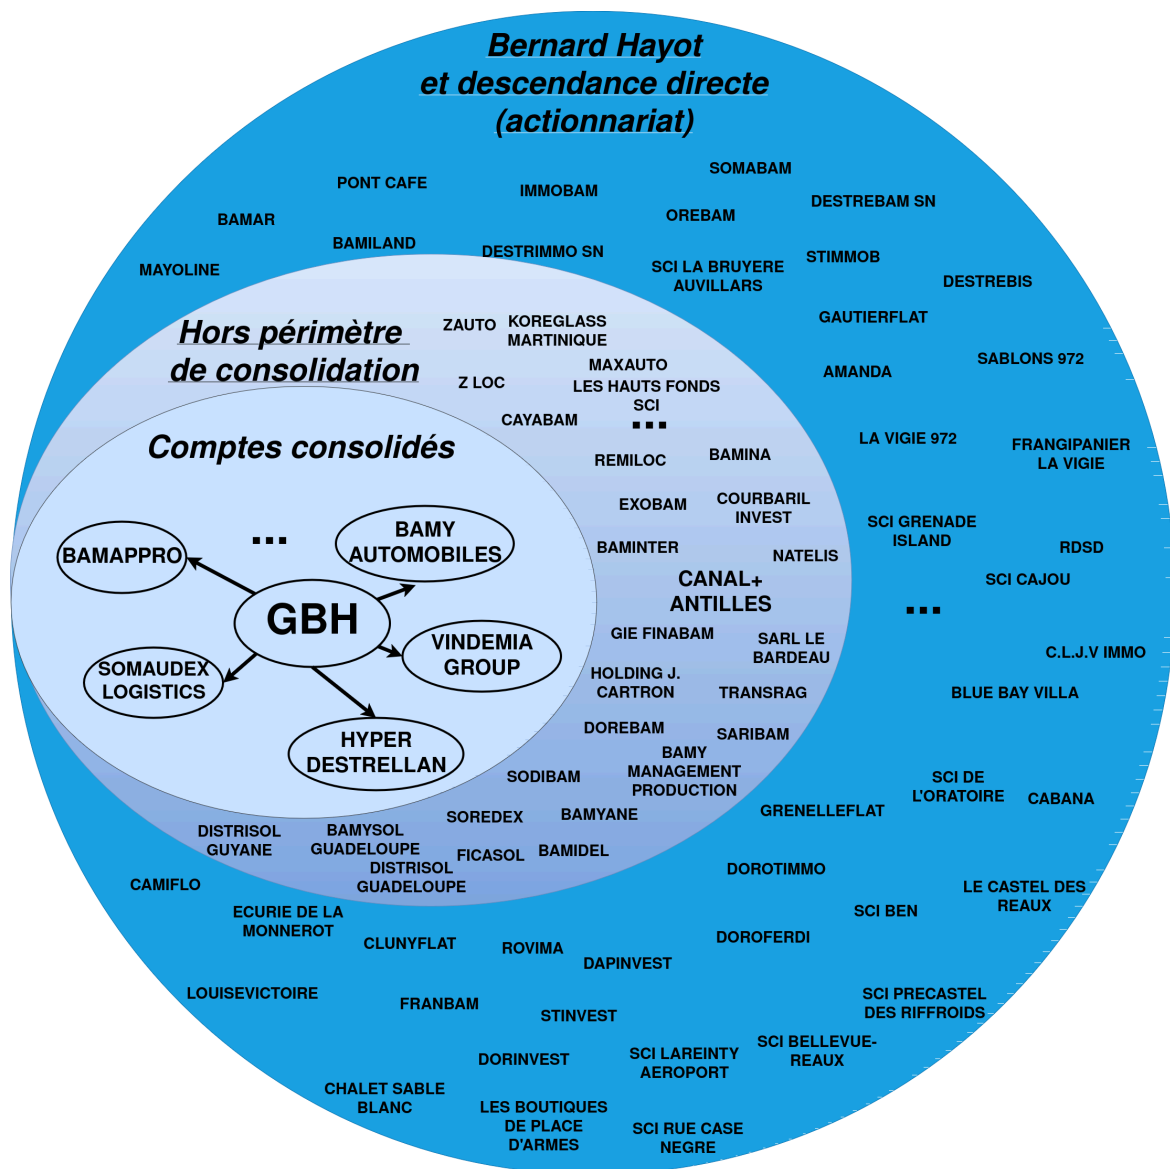 Bernard Hayot
et descendance directe
(actionnariat)
SOMABAM
PONT CAFE
IMMOBAM
DESTREBAM SN
OREBAM
BAMAR
BAMILAND
DESTRIMMO SN
STIMMOB
MAYOLINE
SCI LA BRUYERE
AUVILLARS
DESTREBIS
GAUTIERFLAT
SABLONS 972
AMANDA
LA VIGIE 972
FRANGIPANIER
LA VIGIE
SCI GRENADE
ISLAND
RDSD
SCI CAJOU
...
C.L.J.V IMMO
BLUE BAY VILLA
SCI DE
L'ORATOIRE
CABANA
GRENELLEFLAT
DOROTIMMO
LE CASTEL DES
REAUX
SCI BEN
DOROFERDI
CAMIFLO
ECURIE DE LA
MONNEROT
CLUNYFLAT
ROVIMA
DAPINVEST
LOUISEVICTOIRE
FRANBAM
STINVEST
SCI PRECASTEL
DES RIFFROIDS
DORINVEST
SCI LAREINTY
AEROPORT
SCI BELLEVUE-
REAUX
CHALET SABLE
BLANC
LES BOUTIQUES
DE PLACE
D'ARMES
SCI RUE CASE
NEGRE
Hors périmètre
de consolidation
ZAUTO
KOREGLASS
MARTINIQUE
MAXAUTO
Z LOC
LES HAUTS FONDS
SCI
CAYABAM
...
REMILOC
BAMINA
EXOBAM
COURBARIL
INVEST
BAMINTER
NATELIS
CANAL+
ANTILLES
GIE FINABAM
SARL LE
BARDEAU
HOLDING J.
CARTRON
TRANSRAG
DOREBAM
SARIBAM
BAMY
MANAGEMENT
PRODUCTION
SODIBAM
SOREDEX
BAMYANE
DISTRISOL
GUYANE
BAMYSOL
GUADELOUPE
FICASOL
BAMIDEL
DISTRISOL
GUADELOUPE
Comptes consolidés
...
BAMAPPRO
BAMY
AUTOMOBILES
GBH
VINDEMIA
GROUP
SOMAUDEX
LOGISTICS
HYPER
DESTRELLAN